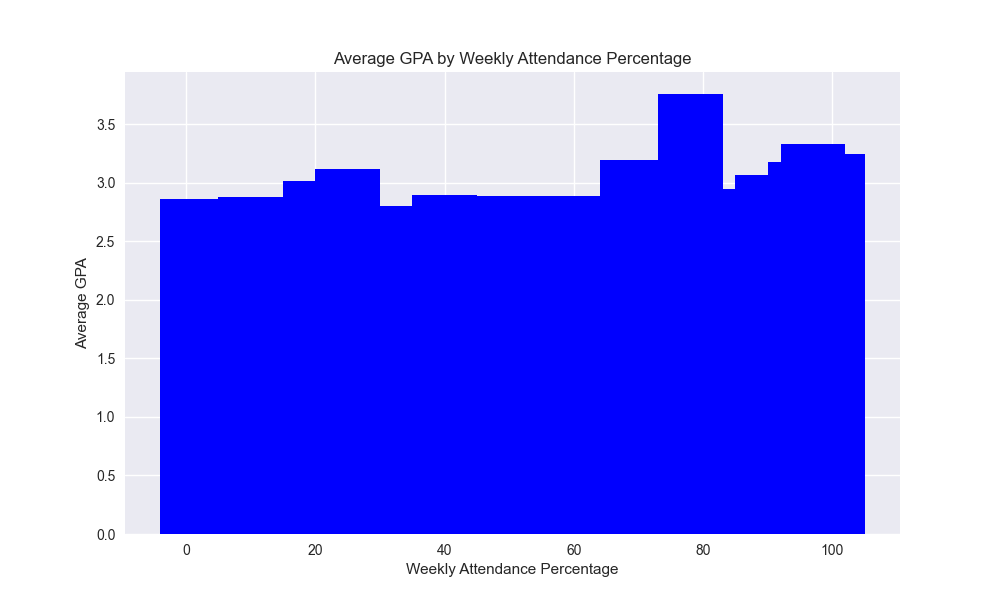 Average GPA by Weekly Attendance Percentage
3.5
3.0
2.5
2.0
1.5
1.0
0.5
0.0
Average GPA
0 20 40 60 80 100
Weekly Attendance Percentage